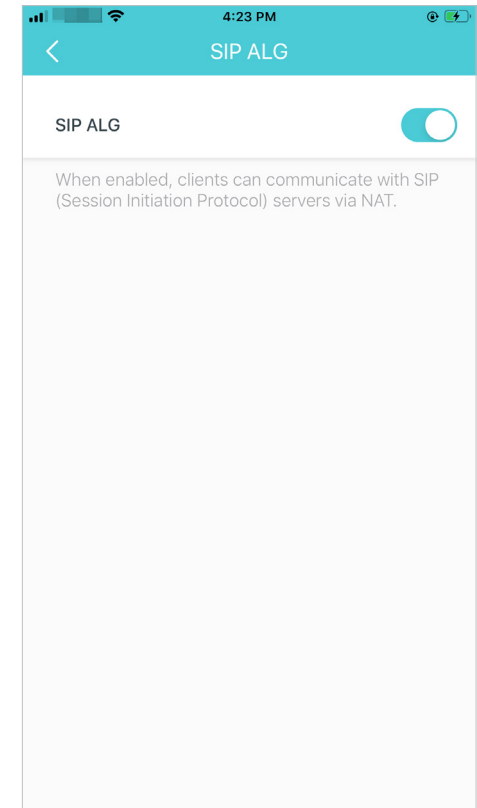 4:23 PM
SIP ALG
SIP ALG
When enabled, clients can communicate with SIP
(Session Initiation Protocol) servers via NAT.